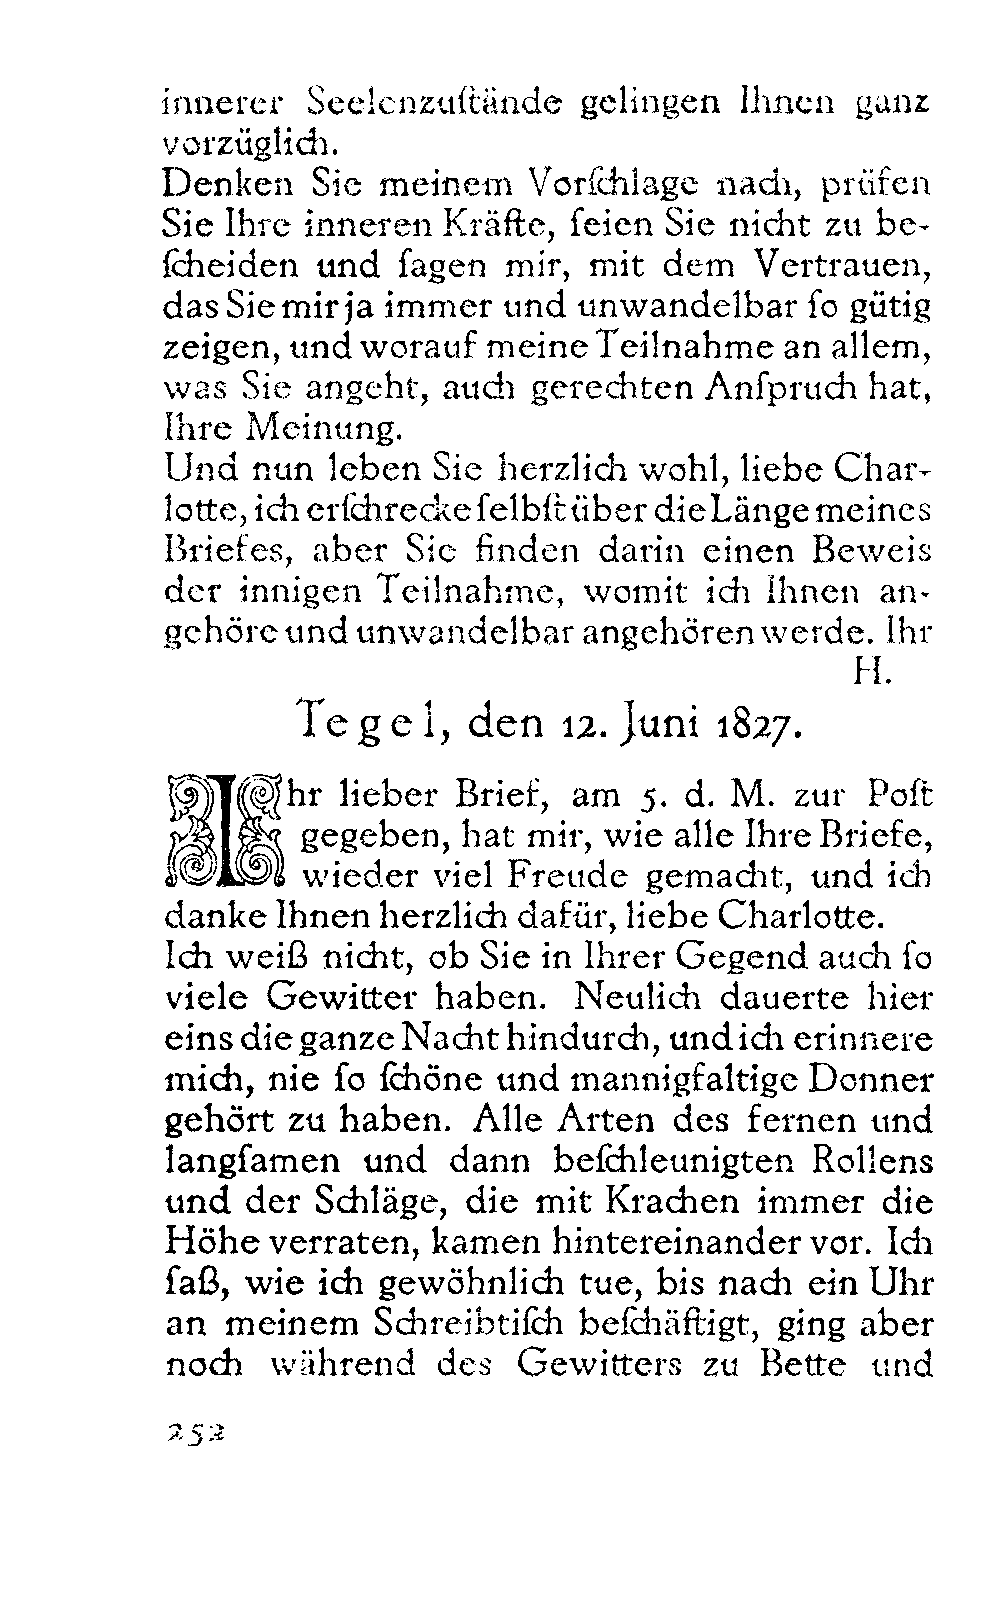 innerer Seelenzuſtände gelingen Ihnen ganz
vorzüglich.
Denken Sie meinem Vorſchlage nach, prüfen
Sie Ihre inneren Kräfte, ſeien Sie nicht zu be-
ſcheiden und ſagen mir, mit dem Vertrauen,
das Sie mir ja immer und unwandelbar ſo gütig
zeigen, und worauf meine Teilnahme an allem,
was Sie angeht, auch gerechten Anſpruch hat,
Ihre Meinung.
Und nun leben Sie herzlich wohl, liebe Char-
lotte, ich erſchrecke ſelbſt über die Länge meines
Briefes, aber Sie finden darin einen Beweis
der innigen Teilnahme, womit ich Ihnen an-
gehöre und unwandelbar angehören werde. Ihr
H.
Tegel, den 12. Juni 1827.
Ihr lieber Brief, am 5. d. M. zur Poſt
gegeben, hat mir, wie alle Ihre Briefe,
wieder viel Freude gemacht, und ich
danke Ihnen herzlich dafür, liebe Charlotte.
Ich weiß nicht, ob Sie in Ihrer Gegend auch ſo
viele Gewitter haben. Neulich dauerte hier
eins die ganze Nacht hindurch, und ich erinnere
mich, nie ſo ſchöne und mannigfaltige Donner
gehört zu haben. Alle Arten des fernen und
langſamen und dann beſchleunigten Rollens
und der Schläge, die mit Krachen immer die
Höhe verraten, kamen hintereinander vor. Ich
ſaß, wie ich gewöhnlich tue, bis nach ein Uhr
an meinem Schreibtiſch beſchäftigt, ging aber
noch während des Gewitters zu Bette und
252